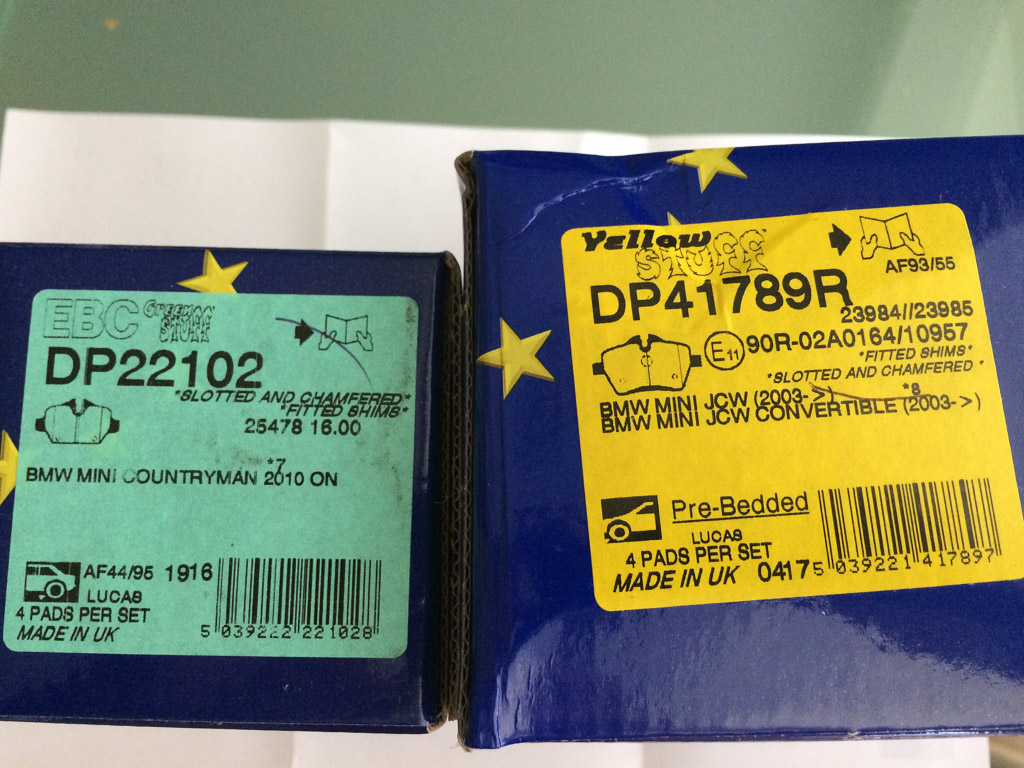 EBC GREENMAN
STUFF
DP22102
*SLOTTED AND CHAMFERED*
*FITTED SHIMS*
25478 16.00
*7
BMW MINI COUNTRYMAN 2010 ON
AF44/95 1916
LUCAS
4 PADS PER SET
MADE IN UK
5 039222 221028
Yellow
STUFF
AF93/55
DP41789R
23984//23985
E11 90R-02A0164/10957
*FITTED SHIMS*
*SLOTTED AND CHAMFERED *
*8
BMW MINI JCW (2003->)
BMW MINI JCW CONVERTIBLE (2003->)
Pre-Bedded
LUCAS
4 PADS PER SET
MADE IN UK 0417
5 039221 417897